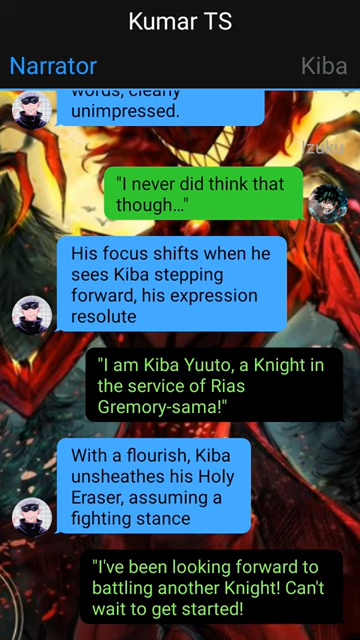 Kumar TS
Narrator
Kiba
words, clearly
unimpressed.
Izuku
"I never did think that
though..."
His focus shifts when he
sees Kiba stepping
forward, his expression
resolute
"I am Kiba Yuuto, a Knight in
the service of Rias
Gremory-sama!"
With a flourish, Kiba
unsheathes his Holy
Eraser, assuming a
fighting stance
"I've been looking forward to
battling another Knight! Can't
wait to get started!